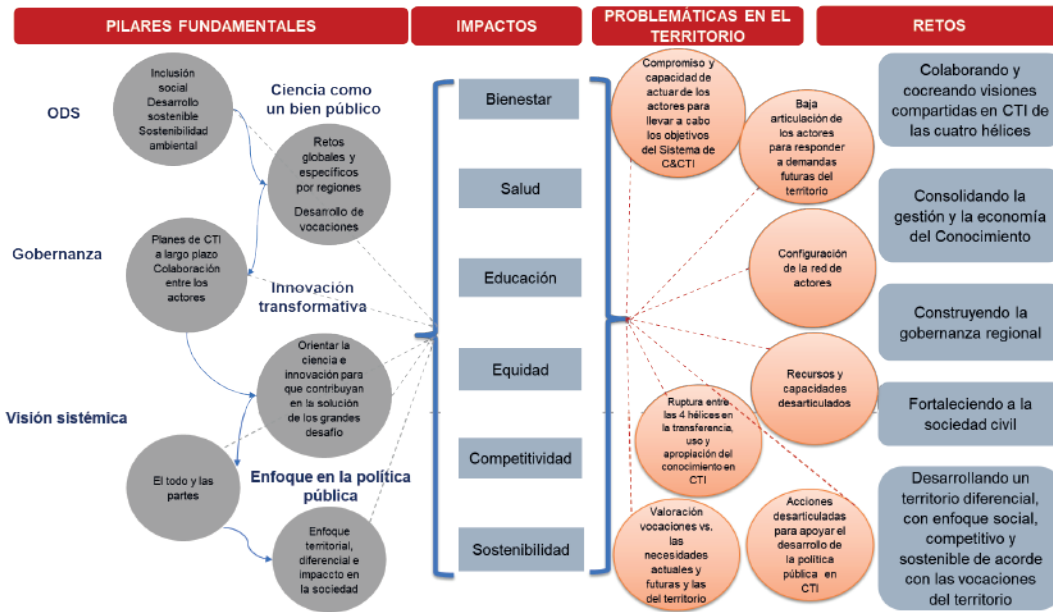 PILARES FUNDAMENTALES
IMPACTOS
PROBLEMÁTICAS EN EL
TERRITORIO
RETOS
ODS
Inclusión
social
Desarrollo
sostenible
Sostenibilidad
ambiental
Ciencia como
un bien público
Retos
globales y
específicos
por regiones
Desarrollo de
vocaciones
Gobernanza
Planes de CTI
a largo plazo
Colaboración
entre los
actores
Innovación
transformativa
Orientar la
ciencia e
innovación para
que contribuyan
en la solución
de los grandes
desafío
Visión sistémica
El todo y las
partes
Enfoque en la política
pública
Enfoque
territorial,
diferencial e
impaccto en
la sociedad
Bienestar
Salud
Educación
Equidad
Competitividad
Sostenibilidad
Compromiso y
capacidad de
actuar de los
actores para
llevar a cabo
los objetivos
del Sistema de
C&CTI
Baja
articulación de
los actores para
responder a
demandas
futuras del
territorio
Configuración
de la red de
actores
Recursos y
capacidades
desarticulados
Ruptura entre
las 4 hélices en
la transferencia,
uso y
apropiación del
conocimiento en
CTI
Valoración
vocaciones vs.
las
necesidades
actuales y
futuras y las
del territorio
Acciones
desarticuladas
para apoyar el
desarrollo de
la política
pública en
CTI
Colaborando y
cocreando visiones
compartidas en CTI de
las cuatro hélices
Consolidando la
gestión y la economía
del Conocimiento
Construyendo la
gobernanza regional
Fortaleciendo a la
sociedad civil
Desarrollando un
territorio diferencial,
con enfoque social,
competitivo y
sostenible de acorde
con las vocaciones
del territorio